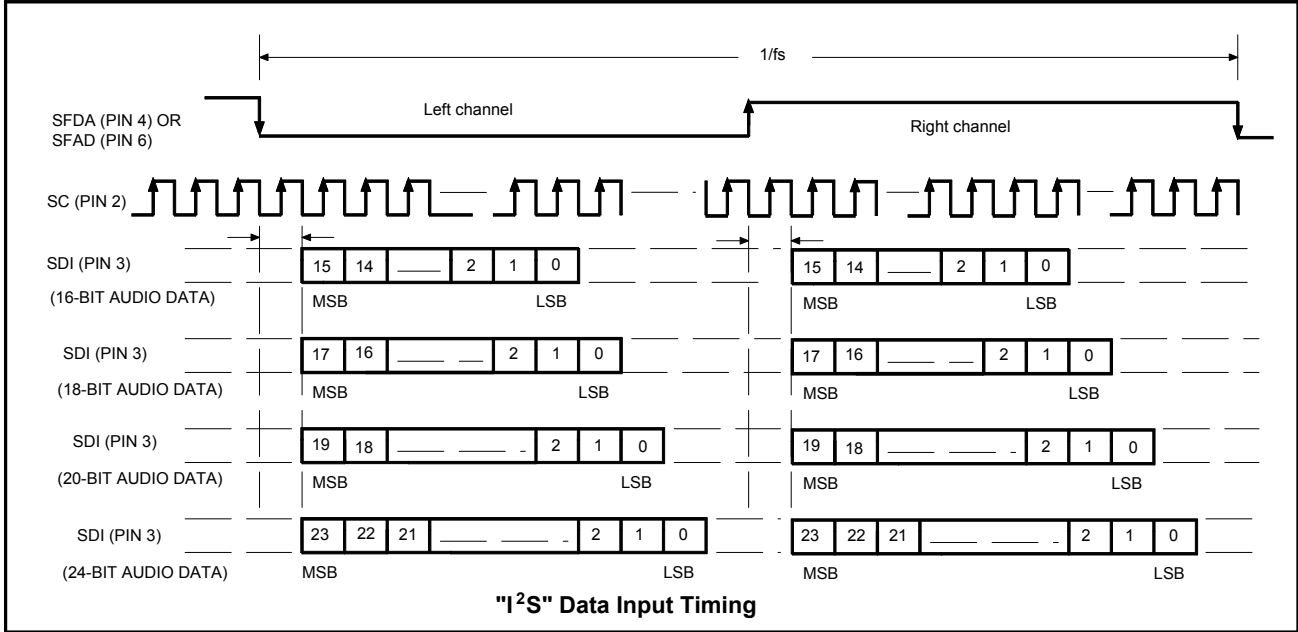 1/fs
Left channel
Right channel
SFDA (PIN 4) OR
SFAD (PIN 6)
SC (PIN 2)
SDI (PIN 3)
15 14 2 1 0 15 14 2 1 0
(16-BIT AUDIO DATA) MSB LSB MSB LSB
SDI (PIN 3)
17 16 2 1 0 17 16 2 1 0
(18-BIT AUDIO DATA) MSB LSB MSB LSB
SDI (PIN 3)
19 18 2 1 0 19 18 2 1 0
(20-BIT AUDIO DATA) MSB LSB MSB LSB
SDI (PIN 3)
23 22 21 2 1 0 23 22 21 2 1 0
(24-BIT AUDIO DATA) MSB LSB MSB LSB
"I²S" Data Input Timing